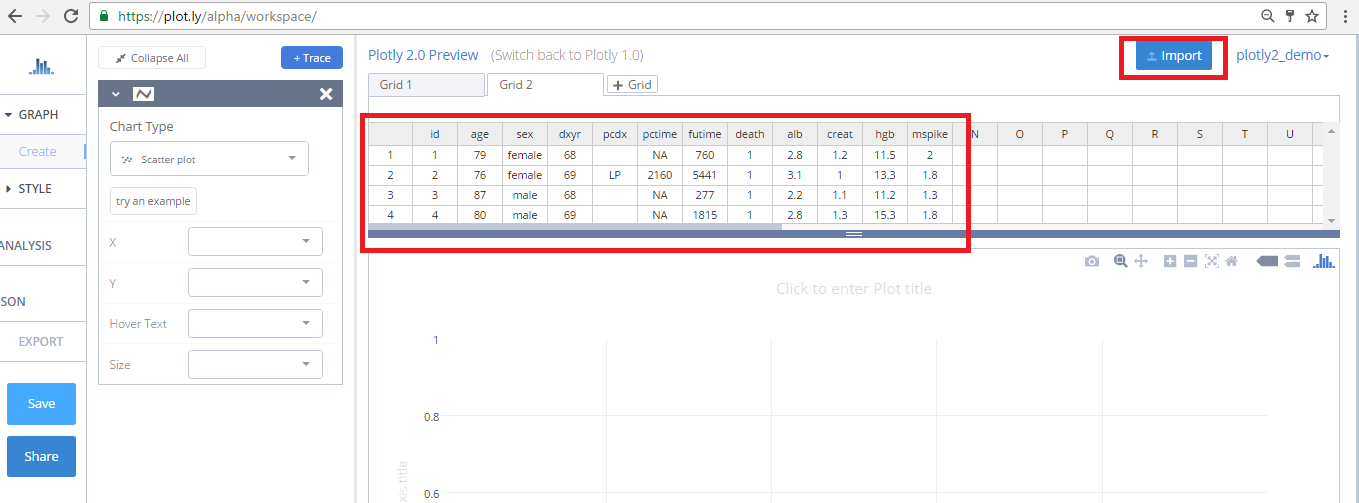 https://plot.ly/alpha/workspace/
Collapse All
+ Trace
Plotly 2.0 Preview (Switch back to Plotly 1.0)
Import
plotly2_demo
Grid 1
Grid 2
+ Grid
GRAPH
Create
STYLE
ANALYSIS
SON
EXPORT
Save
Share
Chart Type
Scatter plot
try an example
X
Y
Hover Text
Size
id age sex dxyr pcdx pctime futime death alb creat hgb mspike N O P Q R S T U
1 1 79 female 68 NA 760 1 2.8 1.2 11.5 2
2 2 76 female 69 LP 2160 5441 1 3.1 1 13.3 1.8
3 3 87 male 68 NA 277 1 2.2 1.1 11.2 1.3
4 4 80 male 69 NA 1815 1 2.8 1.3 15.3 1.8
Click to enter Plot title
1
0.8
0.6
xis title